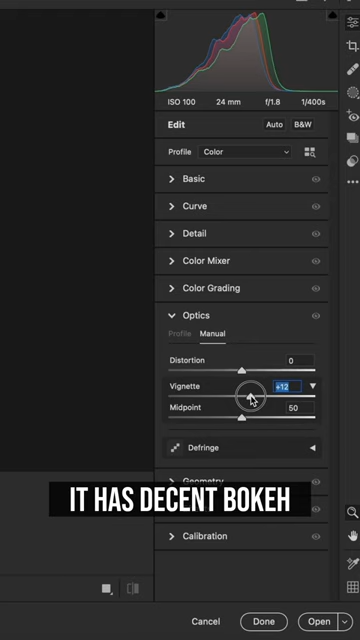 ISO 100 24 mm f/1.8 1/400s
Edit Auto B&W
Profile Color
Basic
Curve
Detail
Color Mixer
Color Grading
Optics
Profile Manual
Distortion 0
Vignette +12
Midpoint 50
Defringe
Geometry
IT HAS DECENT BOKEH
Calibration
Cancel Done Open